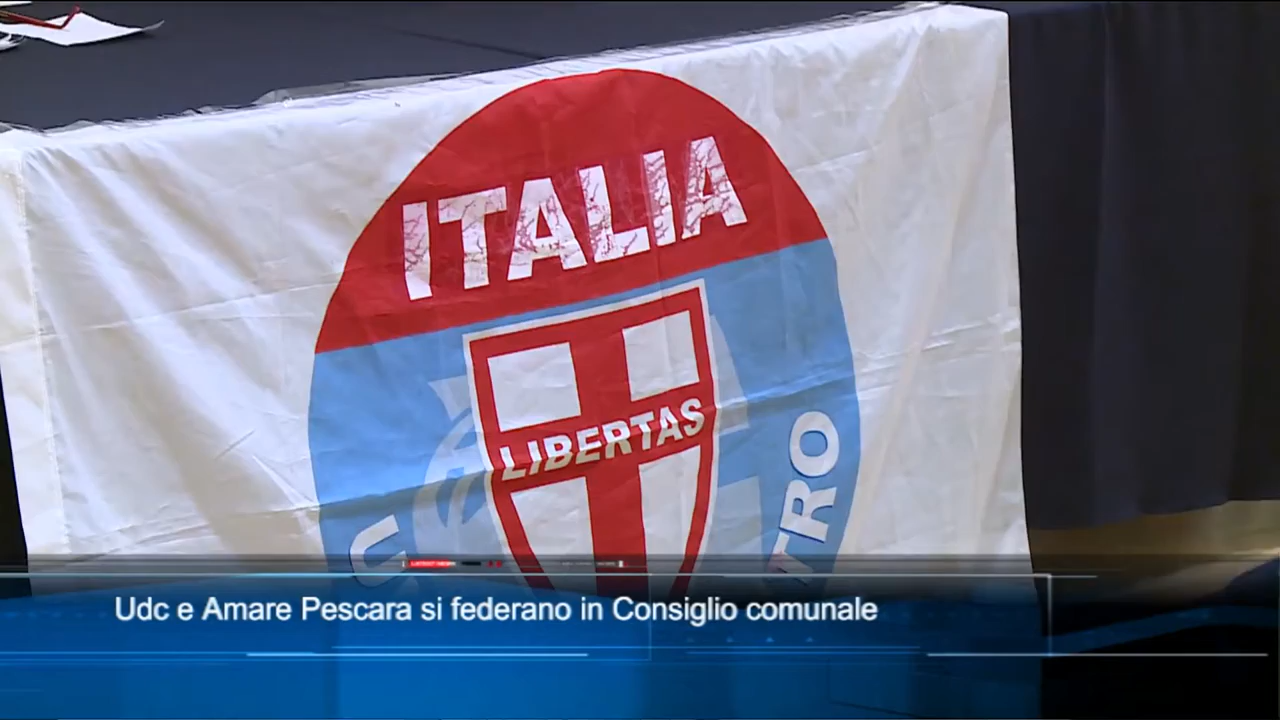 ITALIA
LIBERTAS
TRO
Udc e Amare Pescara si federano in Consiglio comunale